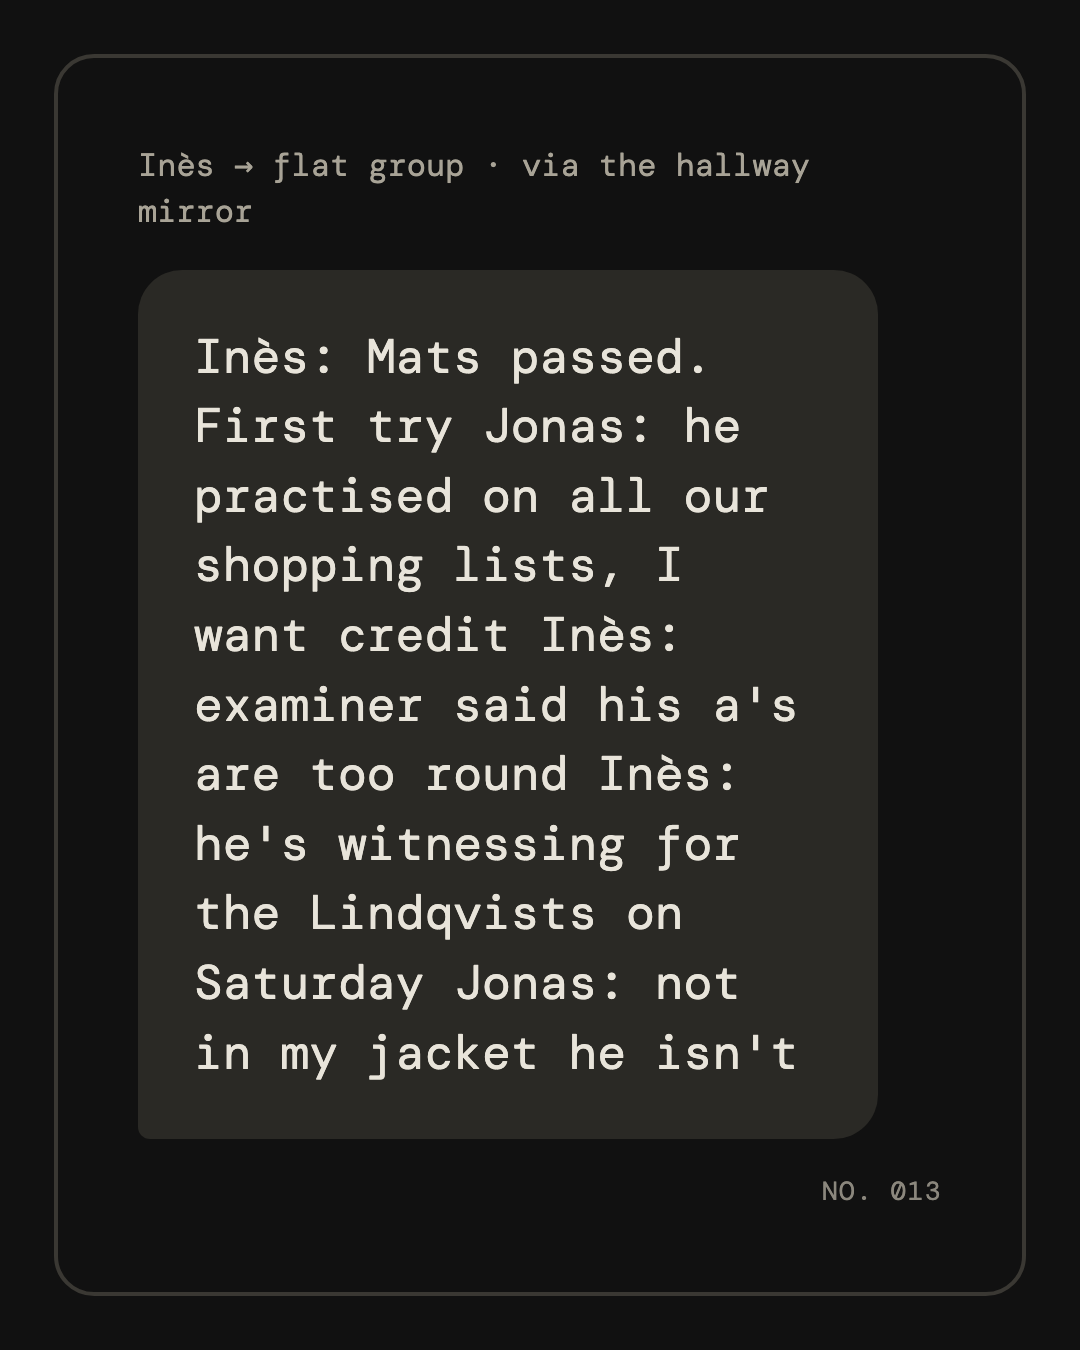 Inès → flat group · via the hallway
mirror
Inès: Mats passed.
First try Jonas: he
practised on all our
shopping lists, I
want credit Inès:
examiner said his a's
are too round Inès:
he's witnessing for
the Lindqvists on
Saturday Jonas: not
in my jacket he isn't
NO. 013